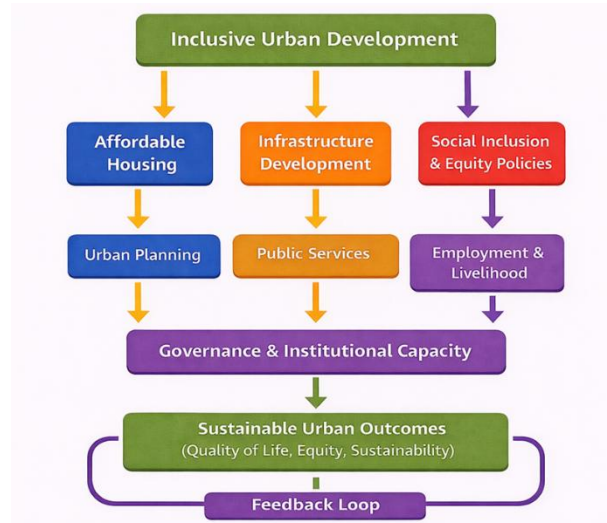 Inclusive Urban Development
Affordable
Housing
Infrastructure
Development
Social Inclusion
& Equity Policies
Urban Planning
Public Services
Employment &
Livelihood
Governance & Institutional Capacity
Sustainable Urban Outcomes
(Quality of Life, Equity, Sustainability)
Feedback Loop